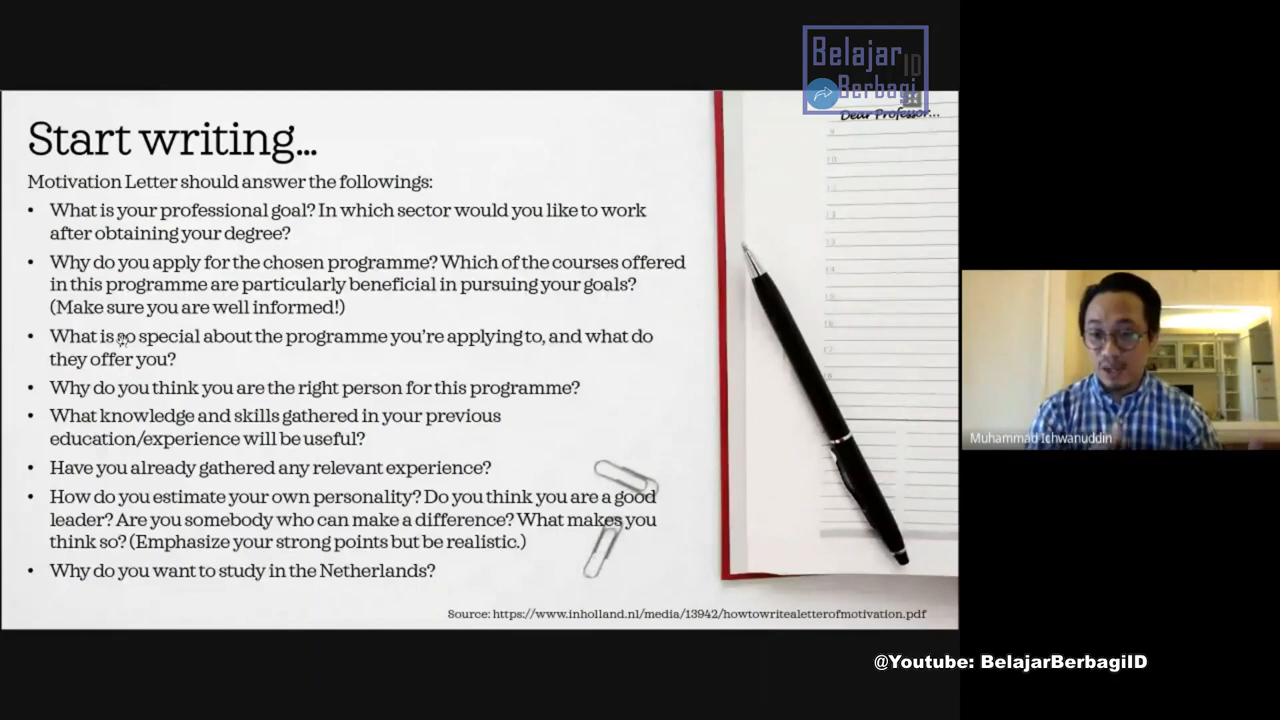 Belajar ID
Berbagi
Dear Professor...
Start writing...
Motivation Letter should answer the followings:
• What is your professional goal? In which sector would you like to work
after obtaining your degree?
• Why do you apply for the chosen programme? Which of the courses offered
in this programme are particularly beneficial in pursuing your goals?
(Make sure you are well informed!)
• What is so special about the programme you're applying to, and what do
they offer you?
• Why do you think you are the right person for this programme?
• What knowledge and skills gathered in your previous
education/experience will be useful?
• Have you already gathered any relevant experience?
• How do you estimate your own personality? Do you think you are a good
leader? Are you somebody who can make a difference? What makes you
think so? (Emphasize your strong points but be realistic.)
• Why do you want to study in the Netherlands?
Source: https://www.inholland.nl/media/13942/howtowritealetterofmotivation.pdf
Muhammad Ichwanuddin
@Youtube: BelajarBerbagiID